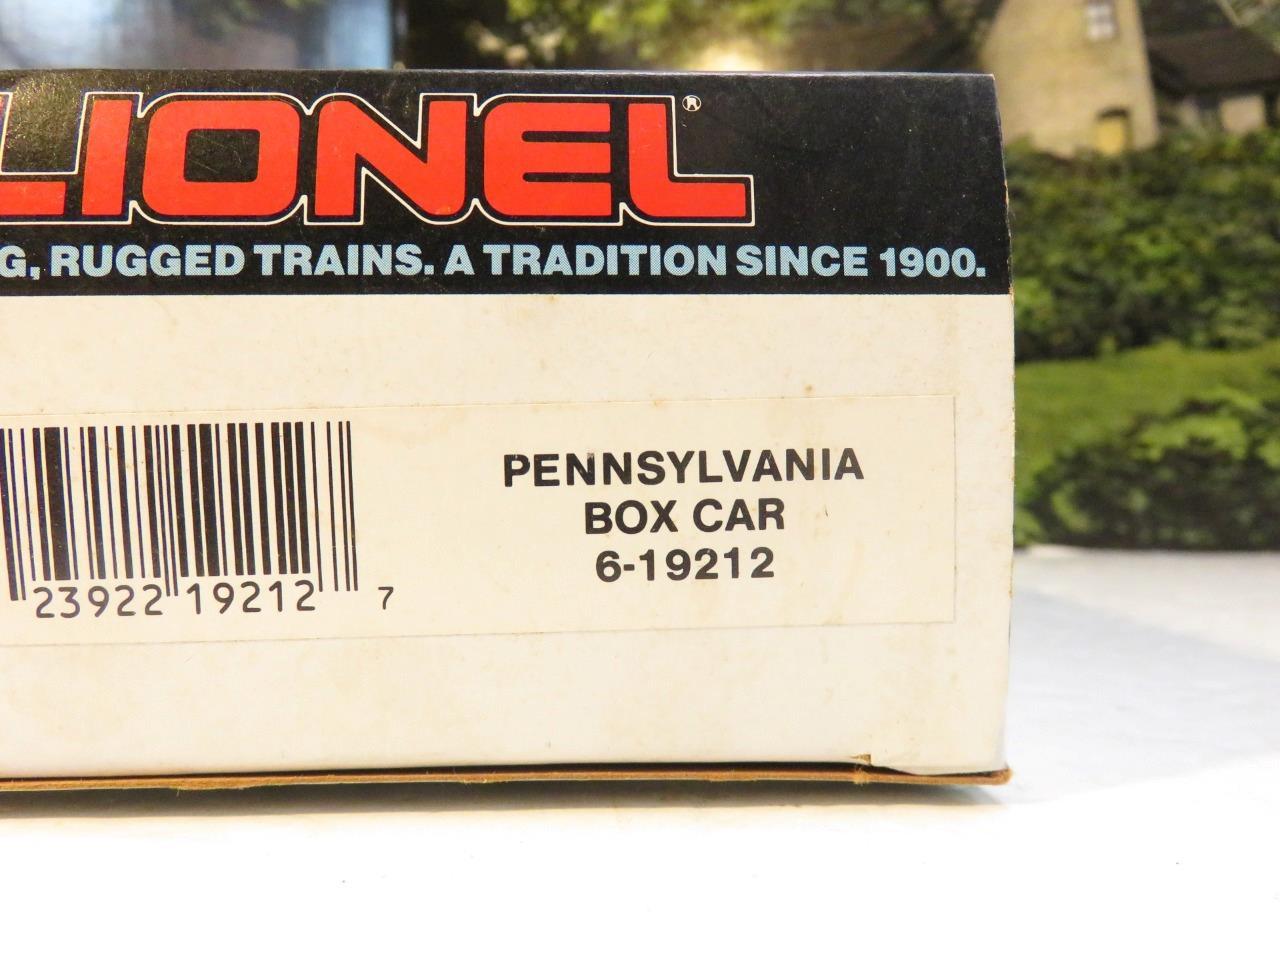 LIONEL®
G, RUGGED TRAINS. A TRADITION SINCE 1900.
PENNSYLVANIA
BOX CAR
6-19212
23922 19212 7